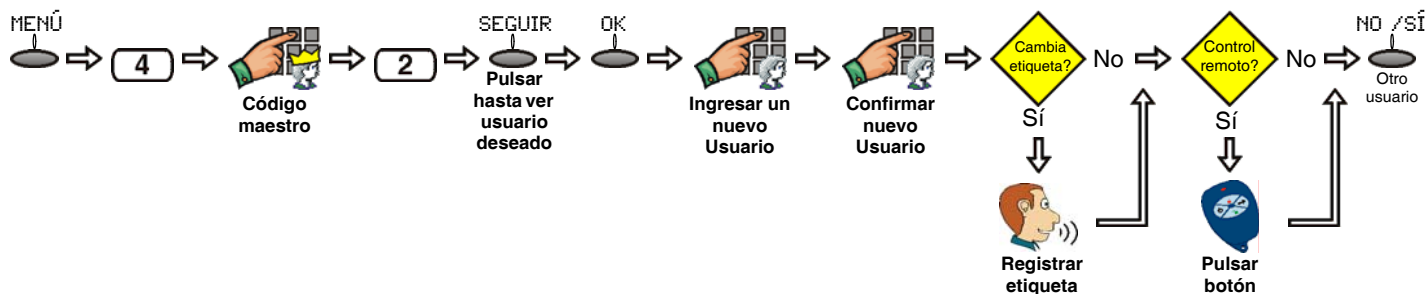 MENÚ
4
Código
maestro
2
SEGUIR
Pulsar
hasta ver
usuario
deseado
OK
Ingresar un
nuevo
Usuario
Confirmar
nuevo
Usuario
Cambia
etiqueta?
No
Sí
Registrar
etiqueta
Control
remoto?
No
Sí
Pulsar
botón
NO /SÍ
Otro
usuario